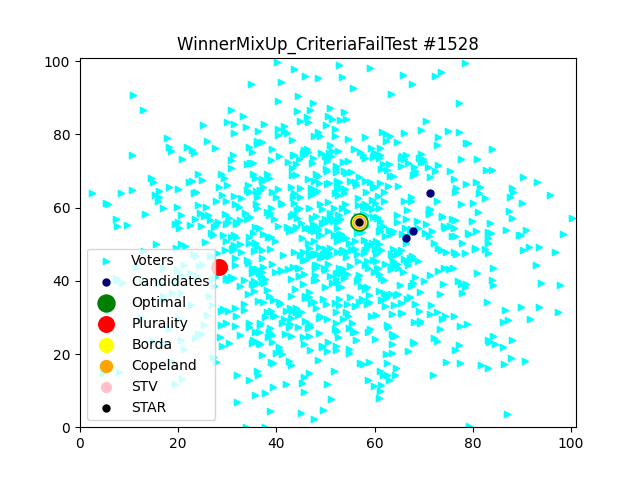 WinnerMixUp_CriteriaFailTest #1528
100
80
60
40
20
0
0 20 40 60 80 100
Voters
Candidates
Optimal
Plurality
Borda
Copeland
STV
STAR